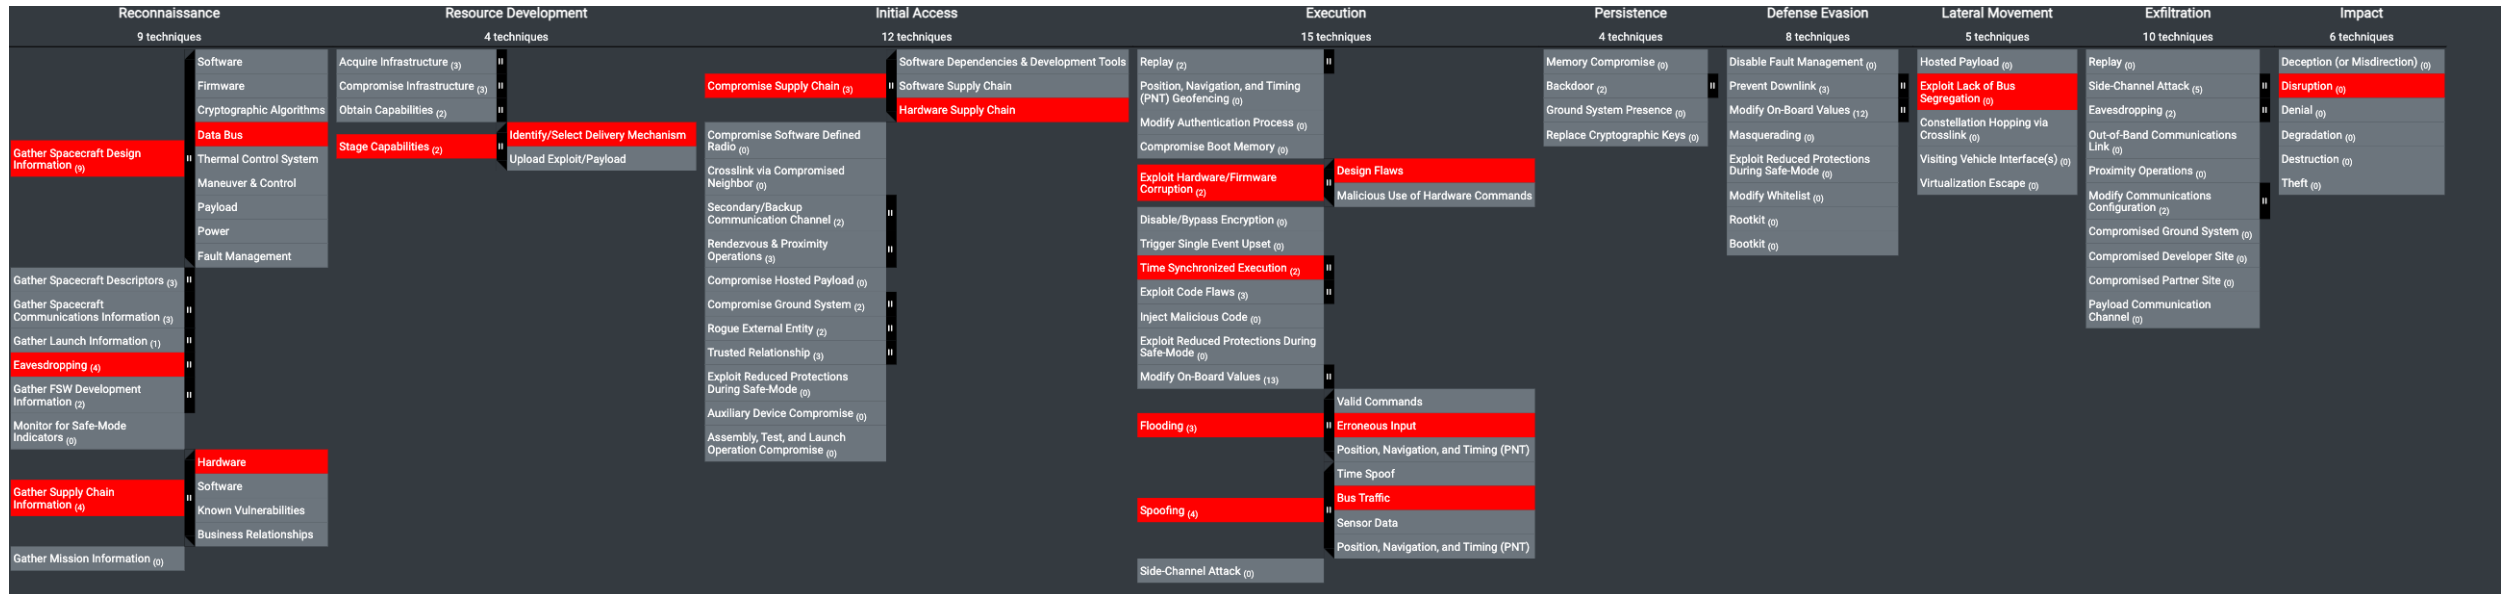 Reconnaissance
9 techniques
Gather Spacecraft Design
Information (9)
Software
Firmware
Cryptographic Algorithms
Data Bus
Thermal Control System
Maneuver & Control
Payload
Power
Fault Management
Gather Spacecraft Descriptors (3)
Gather Spacecraft
Communications Information (3)
Gather Launch Information (1)
Eavesdropping (4)
Gather FSW Development
Information (2)
Monitor for Safe-Mode
Indicators (0)
Gather Supply Chain
Information (4)
Hardware
Software
Known Vulnerabilities
Business Relationships
Gather Mission Information (0)
Resource Development
4 techniques
Acquire Infrastructure (3)
Compromise Infrastructure (3)
Obtain Capabilities (2)
Stage Capabilities (2)
Identify/Select Delivery Mechanism
Upload Exploit/Payload
Initial Access
12 techniques
Compromise Supply Chain (3)
Software Dependencies & Development Tools
Software Supply Chain
Hardware Supply Chain
Compromise Software Defined
Radio (0)
Crosslink via Compromised
Neighbor (0)
Secondary/Backup
Communication Channel (2)
Rendezvous & Proximity
Operations (3)
Compromise Hosted Payload (0)
Compromise Ground System (2)
Rogue External Entity (2)
Trusted Relationship (3)
Exploit Reduced Protections
During Safe-Mode (0)
Auxiliary Device Compromise (0)
Assembly, Test, and Launch
Operation Compromise (0)
Execution
15 techniques
Replay (2)
Position, Navigation, and Timing
(PNT) Geofencing (0)
Modify Authentication Process (0)
Compromise Boot Memory (0)
Exploit Hardware/Firmware
Corruption (2)
Design Flaws
Malicious Use of Hardware Commands
Disable/Bypass Encryption (0)
Trigger Single Event Upset (0)
Time Synchronized Execution (2)
Exploit Code Flaws (3)
Inject Malicious Code (0)
Exploit Reduced Protections During
Safe-Mode (0)
Modify On-Board Values (13)
Flooding (3)
Valid Commands
Erroneous Input
Position, Navigation, and Timing (PNT)
Spoofing (4)
Time Spoof
Bus Traffic
Sensor Data
Position, Navigation, and Timing (PNT)
Side-Channel Attack (0)
Persistence
4 techniques
Memory Compromise (0)
Backdoor (2)
Ground System Presence (0)
Replace Cryptographic Keys (0)
Defense Evasion
8 techniques
Disable Fault Management (0)
Prevent Downlink (3)
Modify On-Board Values (12)
Masquerading (0)
Exploit Reduced Protections
During Safe-Mode (0)
Modify Whitelist (0)
Rootkit (0)
Bootkit (0)
Lateral Movement
5 techniques
Hosted Payload (0)
Exploit Lack of Bus
Segregation (0)
Constellation Hopping via
Crosslink (0)
Visiting Vehicle Interface(s) (0)
Virtualization Escape (0)
Exfiltration
10 techniques
Replay (0)
Side-Channel Attack (5)
Eavesdropping (2)
Out-of-Band Communications
Link (0)
Proximity Operations (0)
Modify Communications
Configuration (2)
Compromised Ground System (0)
Compromised Developer Site (0)
Compromised Partner Site (0)
Payload Communication
Channel (0)
Impact
6 techniques
Deception (or Misdirection) (0)
Disruption (0)
Denial (0)
Degradation (0)
Destruction (0)
Theft (0)